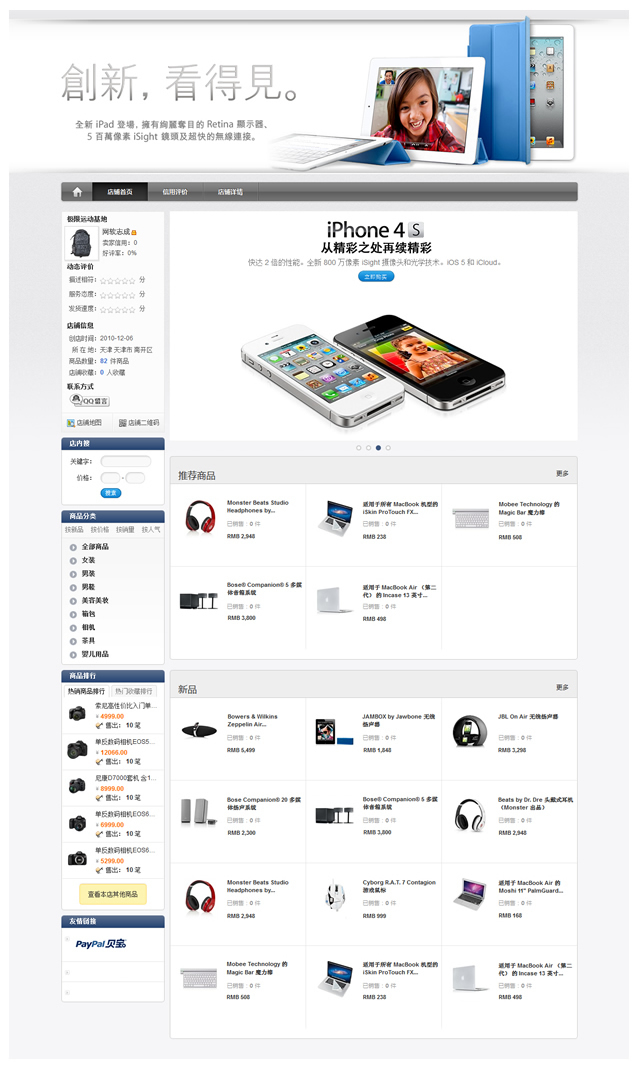 創新，看得見。
全新 iPad 登場，擁有絢麗奪目的 Retina 顯示器、
5 百萬像素 iSight 鏡頭及超快的無線連接。
店铺首页
信用评价
店铺详情
极限运动基地
网软志成
卖家信用：0
好评率：0%
动态评价
描述相符： 分
服务态度： 分
发货速度： 分
店铺信息
创店时间：2010-12-06
所 在 地：天津 天津市 南开区
商品数量：82 件商品
店铺收藏：0 人收藏
联系方式
QQ留言
店铺地图
店铺二维码
iPhone 4 S
从精彩之处再续精彩
快达 2 倍的性能。全新 800 万像素 iSight 摄像头和光学技术。iOS 5 和 iCloud。
立即购买
店内搜
关键字：
价格： -
搜索
商品分类
按新品 按价格 按销量 按人气
全部商品
女装
男装
男鞋
美容美妆
箱包
相机
茶具
婴儿用品
商品排行
热销商品排行
热门收藏排行
索尼高性价比入门单...
¥ 4999.00
售出： 10 笔
单反数码相机EOS5...
¥ 12066.00
售出： 10 笔
尼康D7000套机 含1...
¥ 8999.00
售出： 10 笔
单反数码相机EOS6...
¥ 6999.00
售出： 10 笔
单反数码相机EOS6...
¥ 5299.00
售出： 10 笔
查看本店其他商品
友情链接
PayPal 贝宝
推荐商品
更多
Monster Beats Studio
Headphones by...
已销售：0 件
RMB 2,948
适用于所有 MacBook 机型的
iSkin ProTouch FX...
已销售：0 件
RMB 238
Mobee Technology 的
Magic Bar 魔力棒
已销售：0 件
RMB 508
Bose® Companion® 5 多媒
体音箱系统
已销售：0 件
RMB 3,800
适用于 MacBook Air （第二
代） 的 Incase 13 英寸...
已销售：0 件
RMB 498
新品
更多
Bowers & Wilkins
Zeppelin Air...
已销售：0 件
RMB 5,499
JAMBOX by Jawbone 无线
扬声器
已销售：0 件
RMB 1,848
JBL On Air 无线扬声器
已销售：0 件
RMB 3,298
Bose Companion® 20 多媒
体扬声系统
已销售：0 件
RMB 2,300
Bose® Companion® 5 多媒
体音箱系统
已销售：0 件
RMB 3,800
Beats by Dr. Dre 头戴式耳机
（Monster 出品）
已销售：0 件
RMB 2,948
Monster Beats Studio
Headphones by...
已销售：0 件
RMB 2,948
Cyborg R.A.T. 7 Contagion
游戏鼠标
已销售：0 件
RMB 999
适用于 MacBook Air 的
Moshi 11" PalmGuard...
已销售：0 件
RMB 168
Mobee Technology 的
Magic Bar 魔力棒
已销售：0 件
RMB 508
适用于所有 MacBook 机型的
iSkin ProTouch FX...
已销售：0 件
RMB 238
适用于 MacBook Air （第二
代） 的 Incase 13 英寸...
已销售：0 件
RMB 498